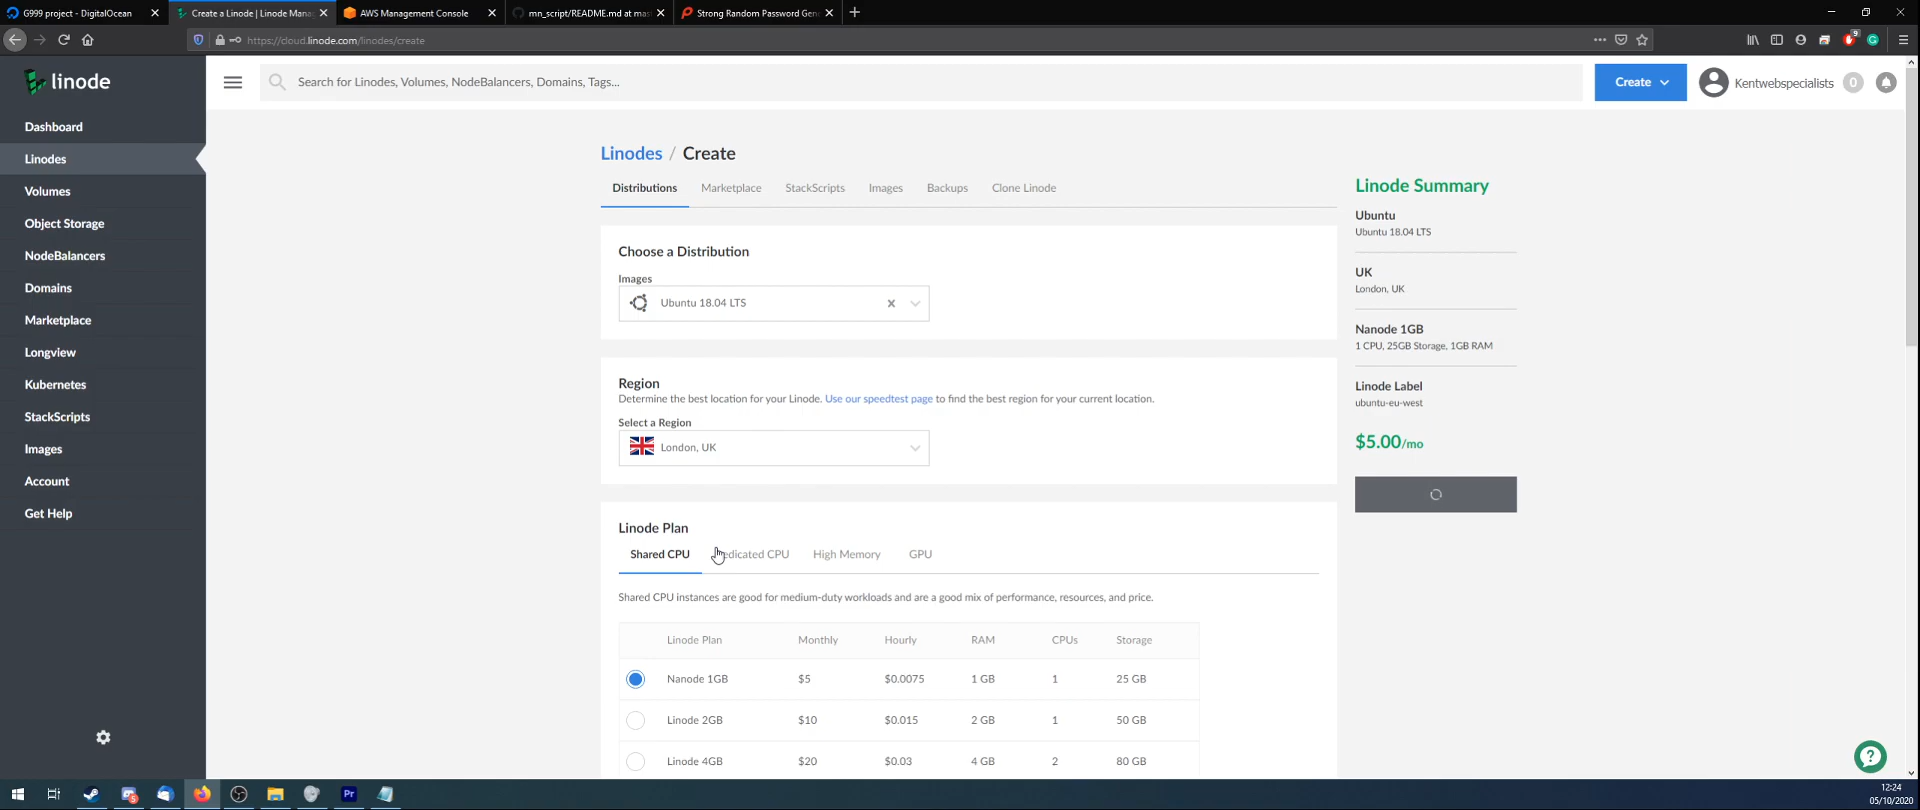 G999 project - DigitalOcean
Create a Linode | Linode Mana
AWS Management Console
mn_script/README.md at mas
Strong Random Password Gen
https://cloud.linode.com/linodes/create
9
linode
Search for Linodes, Volumes, NodeBalancers, Domains, Tags...
Create
Kentwebspecialists
0
Dashboard
Linodes
Volumes
Object Storage
NodeBalancers
Domains
Marketplace
Longview
Kubernetes
StackScripts
Images
Account
Get Help
Linodes / Create
Distributions Marketplace StackScripts Images Backups Clone Linode
Choose a Distribution
Images
Ubuntu 18.04 LTS
Region
Determine the best location for your Linode. Use our speedtest page to find the best region for your current location.
Select a Region
London, UK
Linode Plan
Shared CPU edicated CPU High Memory GPU
Shared CPU instances are good for medium-duty workloads and are a good mix of performance, resources, and price.
Linode Plan Monthly Hourly RAM CPUs Storage
Nanode 1GB $5 $0.0075 1 GB 1 25 GB
Linode 2GB $10 $0.015 2 GB 1 50 GB
Linode 4GB $20 $0.03 4 GB 2 80 GB
Linode Summary
Ubuntu
Ubuntu 18.04 LTS
UK
London, UK
Nanode 1GB
1 CPU, 25GB Storage, 1GB RAM
Linode Label
ubuntu-eu-west
$5.00/mo
?
Pr
12:24
05/10/2020